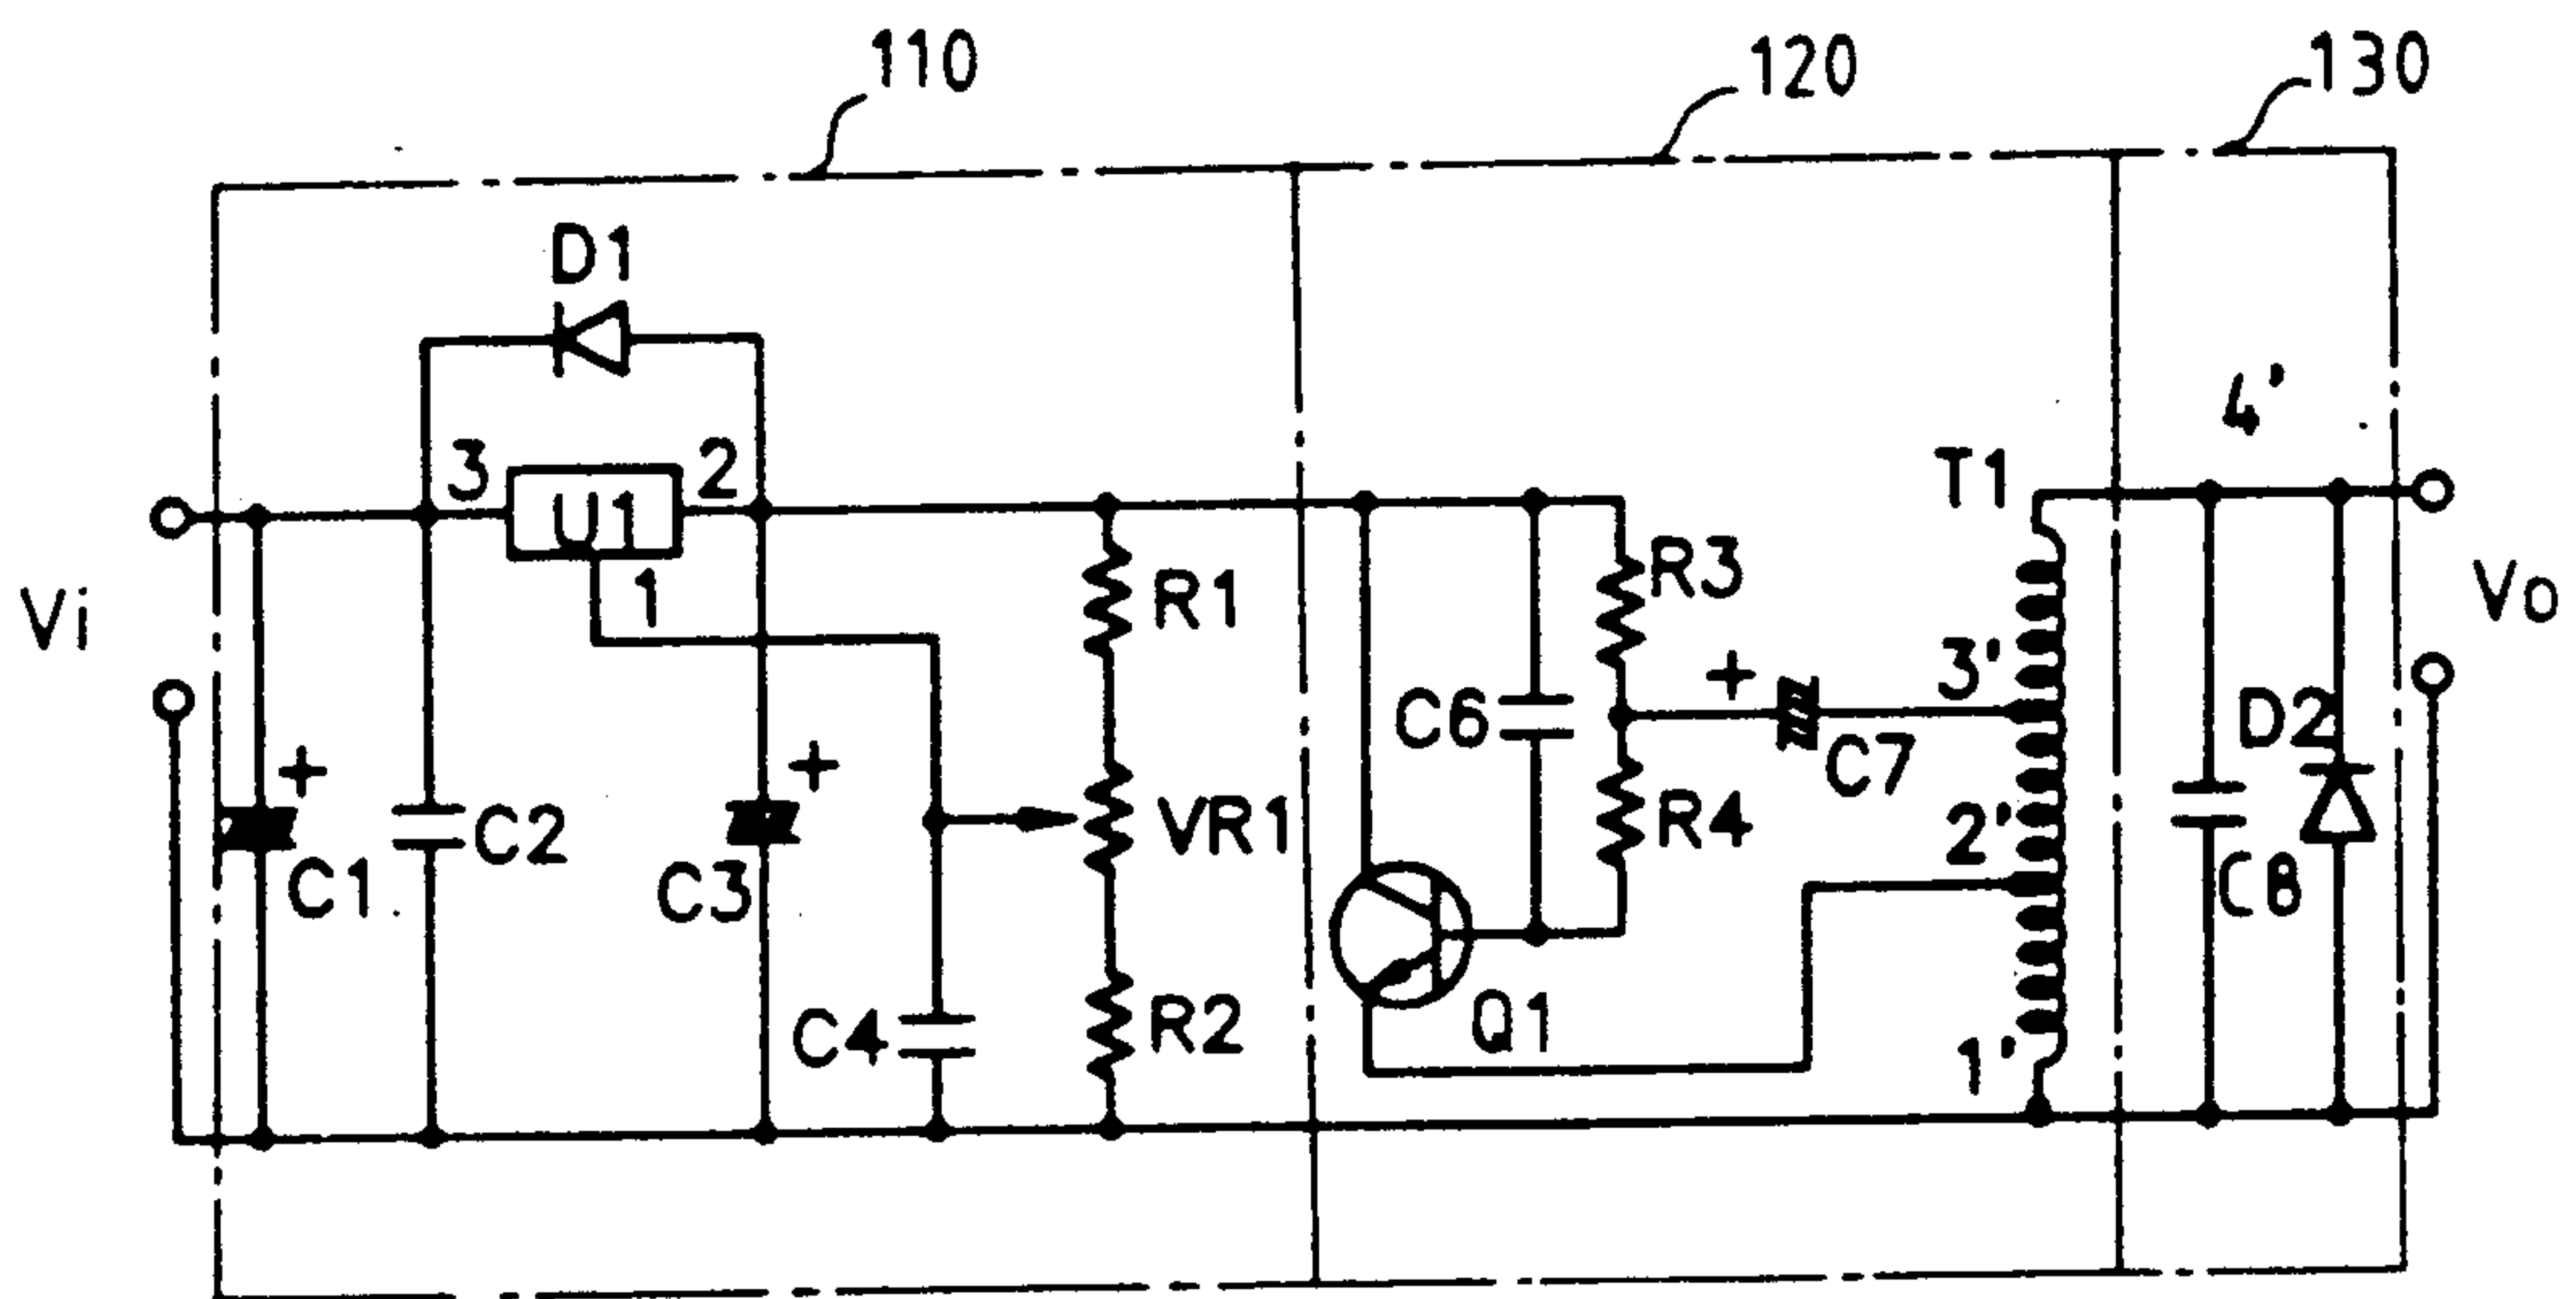 110
120
130
D1
4'
3
2
T1
U1
1
R1
R3
Vi
Vo
+
3'
C6
D2
+
+
C7
C2
VR1
R4
2'
C1
C3
C8
C4
R2
Q1
1'